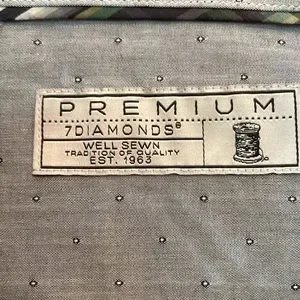 PREMIUM
7DIAMONDS®
WELL SEWN
TRADITION OF QUALITY
EST. 1963